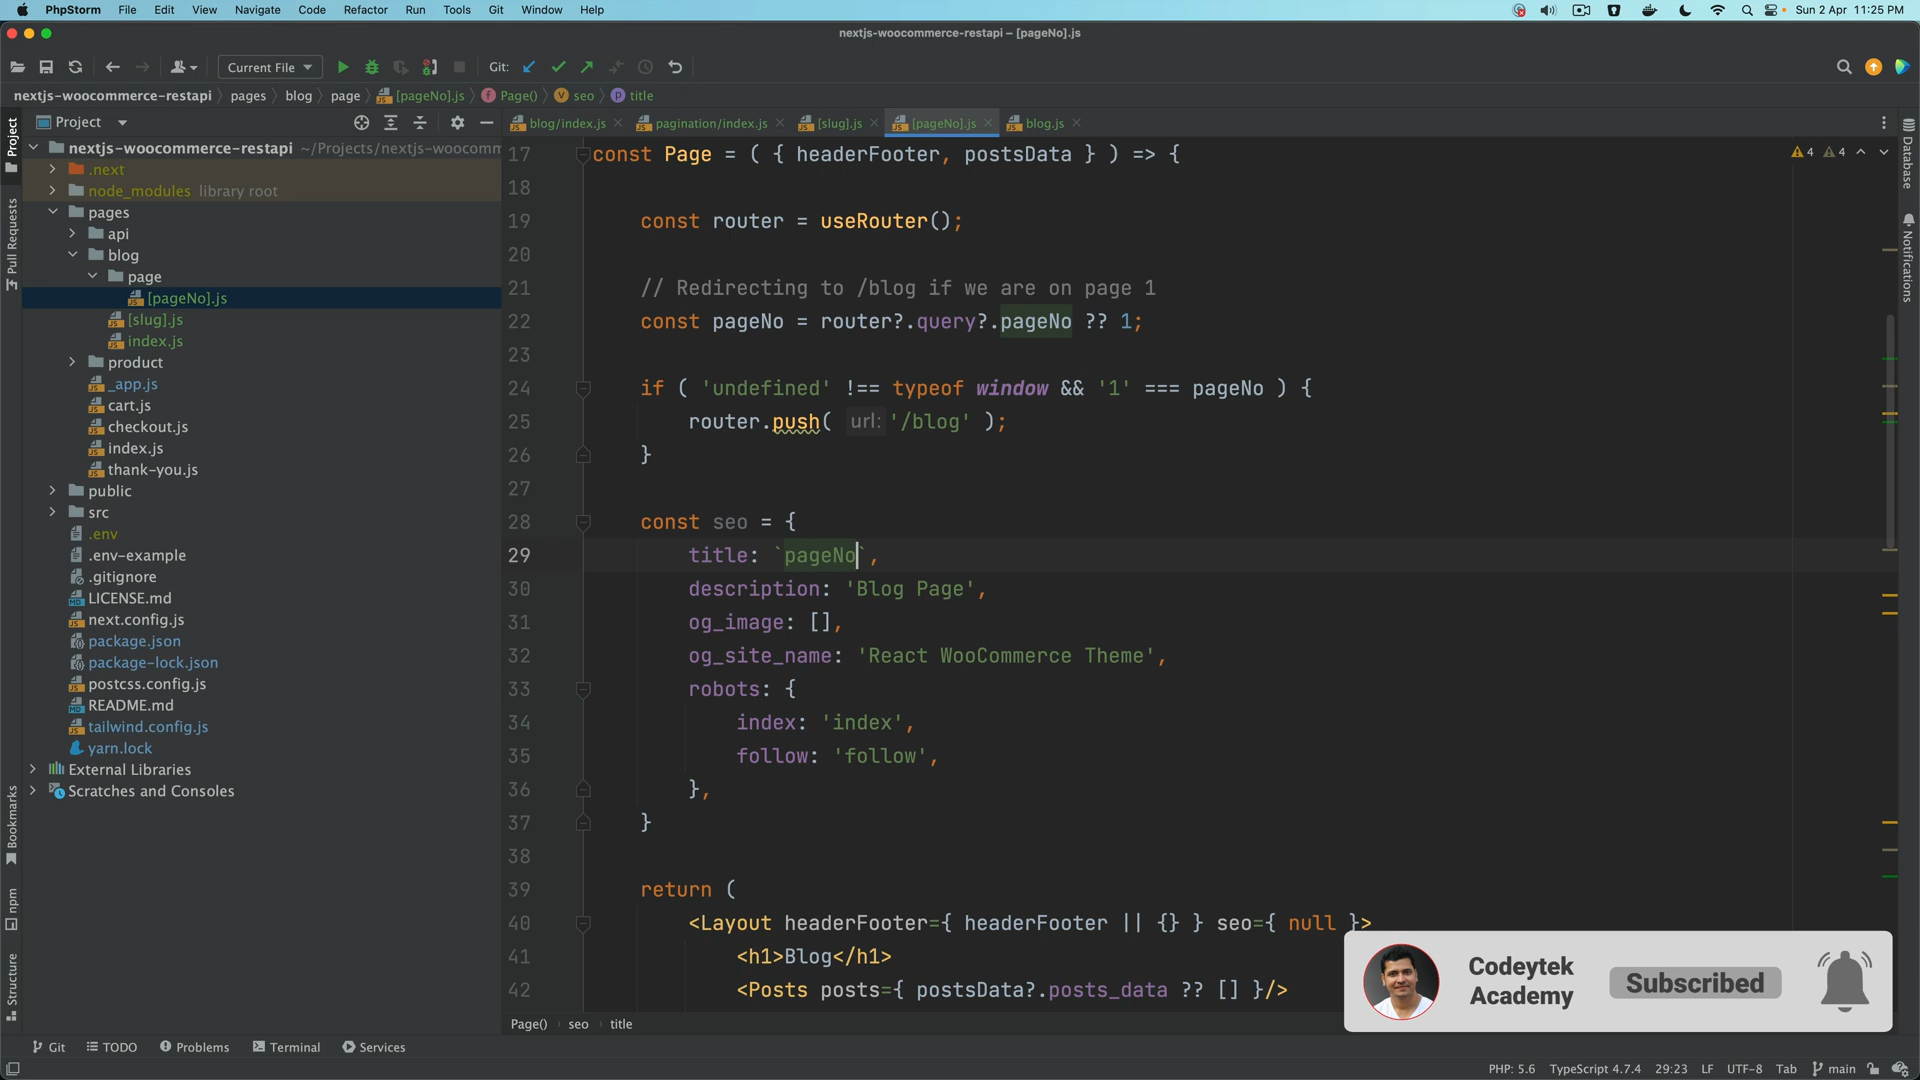 PhpStorm File Edit View Navigate Code Refactor Run Tools Git Window Help Sun 2 Apr 11:25 PM
nextjs-woocommerce-restapi – [pageNo].js
Current File Git:
nextjs-woocommerce-restapi pages blog page [pageNo].js Page() seo title
Project
blog/index.js pagination/index.js [slug].js [pageNo].js blog.js
nextjs-woocommerce-restapi ~/Projects/nextjs-woocomm
.next
node_modules library root
pages
api
blog
page
[pageNo].js
[slug].js
index.js
product
_app.js
cart.js
checkout.js
index.js
thank-you.js
public
src
.env
.env-example
.gitignore
LICENSE.md
next.config.js
package.json
package-lock.json
postcss.config.js
README.md
tailwind.config.js
yarn.lock
External Libraries
Scratches and Consoles
Project
Pull Requests
Bookmarks
npm
Structure
17 const Page = ( { headerFooter, postsData } ) => {
18
19 const router = useRouter();
20
21 // Redirecting to /blog if we are on page 1
22 const pageNo = router?.query?.pageNo ?? 1;
23
24 if ( 'undefined' !== typeof window && '1' === pageNo ) {
25 router.push( url: '/blog' );
26 }
27
28 const seo = {
29 title: `pageNo`,
30 description: 'Blog Page',
31 og_image: [],
32 og_site_name: 'React WooCommerce Theme',
33 robots: {
34 index: 'index',
35 follow: 'follow',
36 },
37 }
38
39 return (
40 <Layout headerFooter={ headerFooter || {} } seo={ null }>
41 <h1>Blog</h1>
42 <Posts posts={ postsData?.posts_data ?? [] }/>
4 4
Database
Notifications
Codeytek
Academy
Subscribed
Page() seo title
Git TODO Problems Terminal Services
PHP: 5.6 TypeScript 4.7.4 29:23 LF UTF-8 Tab main